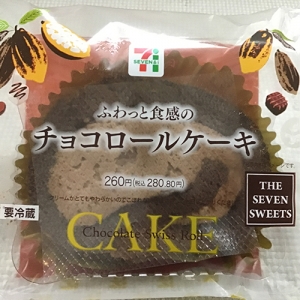 7
SEVEN & i
ふわっと食感の
チョコロールケーキ
260円(税込280.80円)
要冷蔵
CAKE
Chocolate Swiss Roll
THE
SEVEN
SWEETS